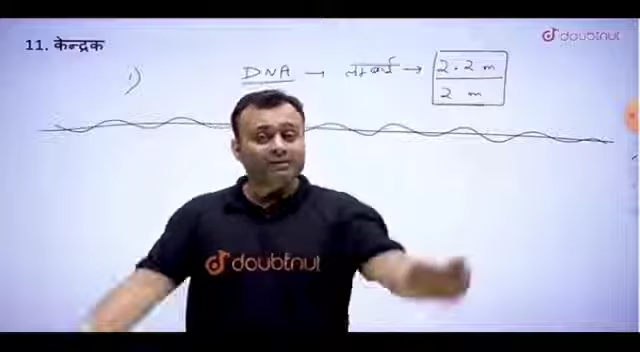 11. केन्द्रक
doubtnut
1) DNA → लम्बाई → 2.2 m
2 m
doubtnut